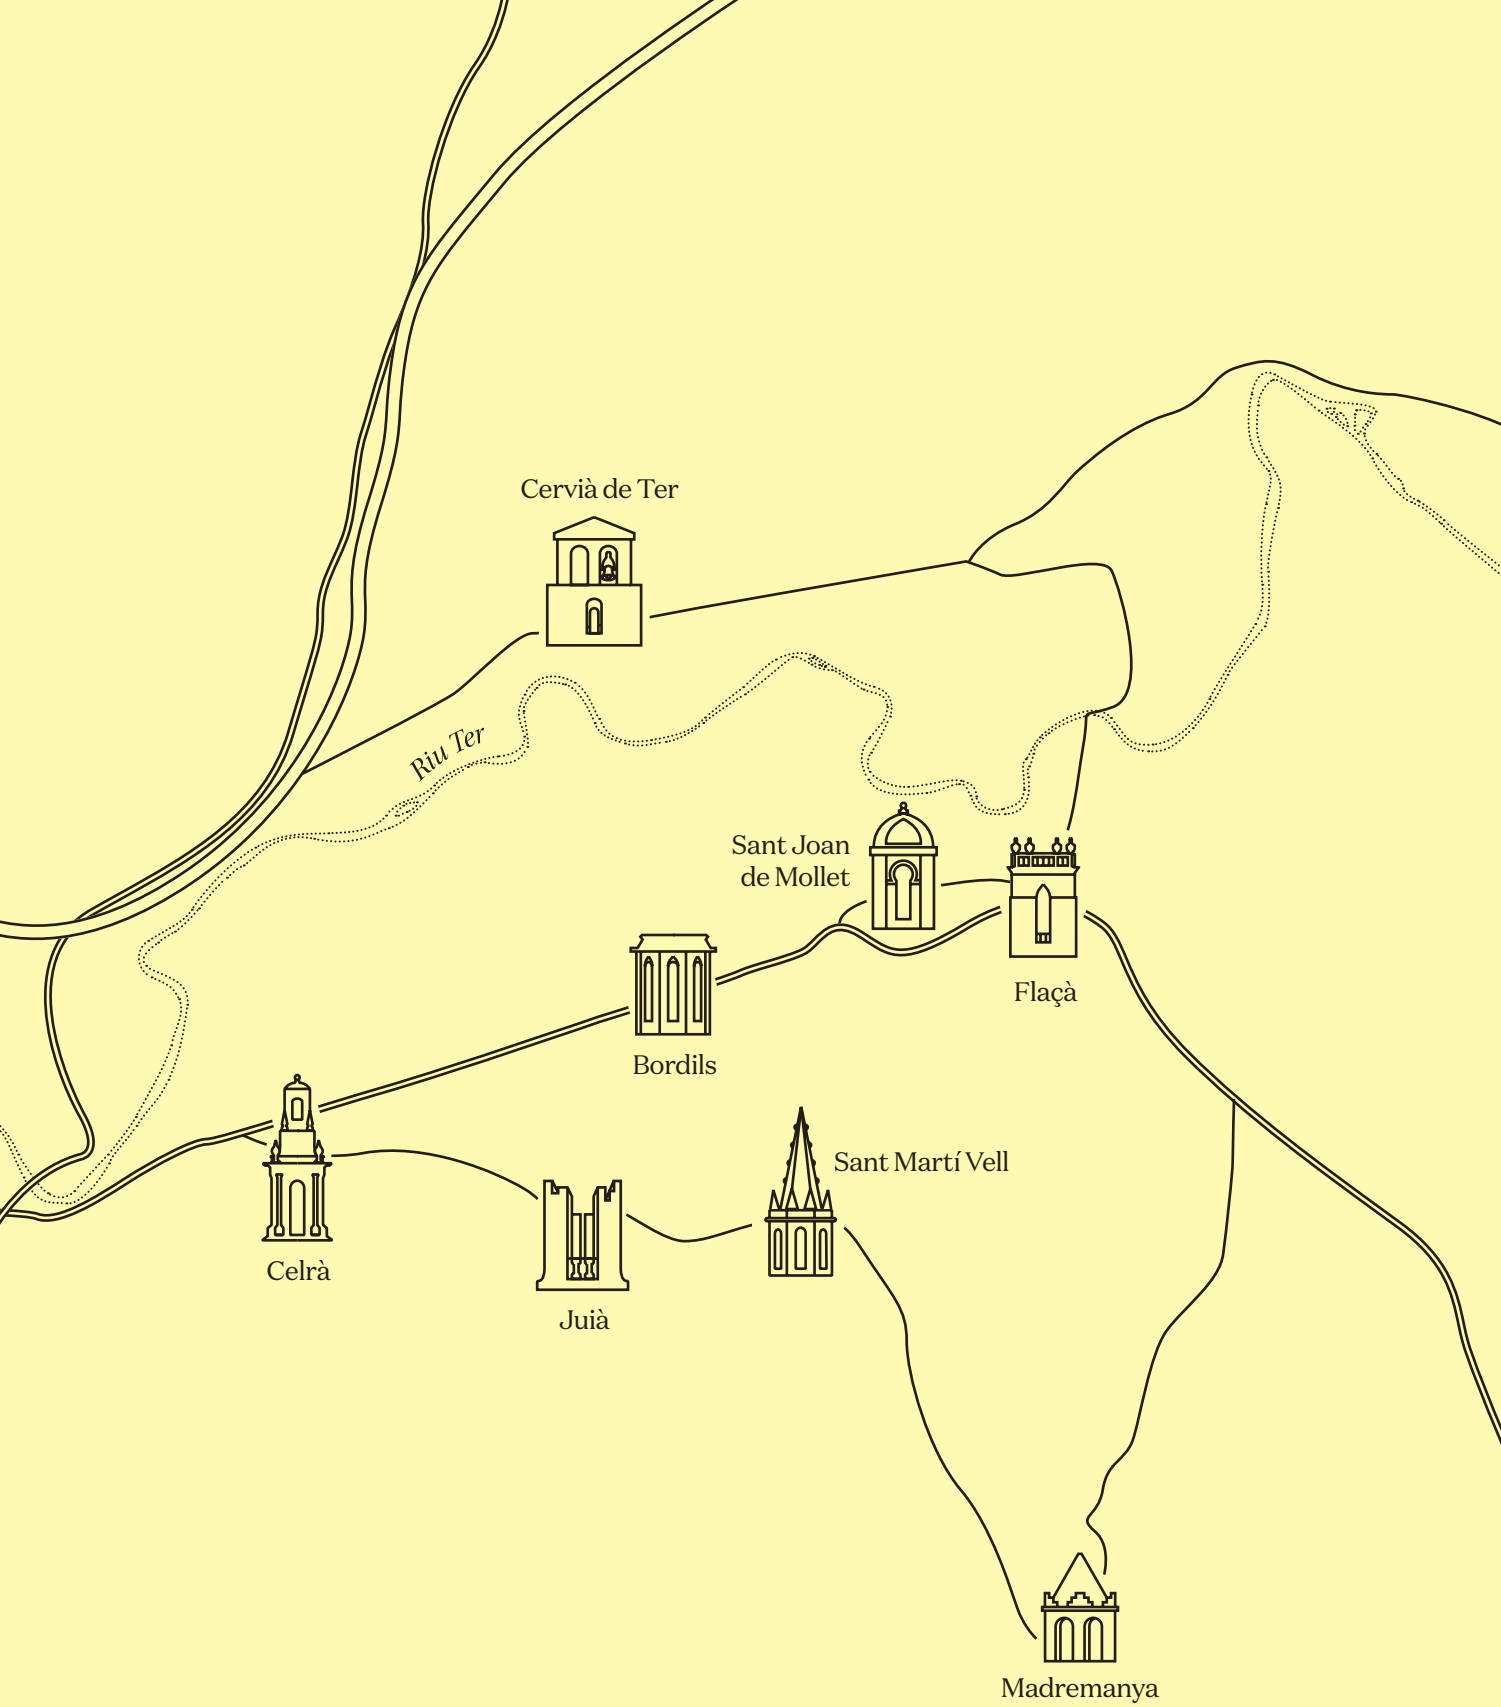 Cervià de Ter
Riu Ter
Sant Joan
de Mollet
Flaçà
Bordils
Sant Martí Vell
Celrà
Juià
Madremanya